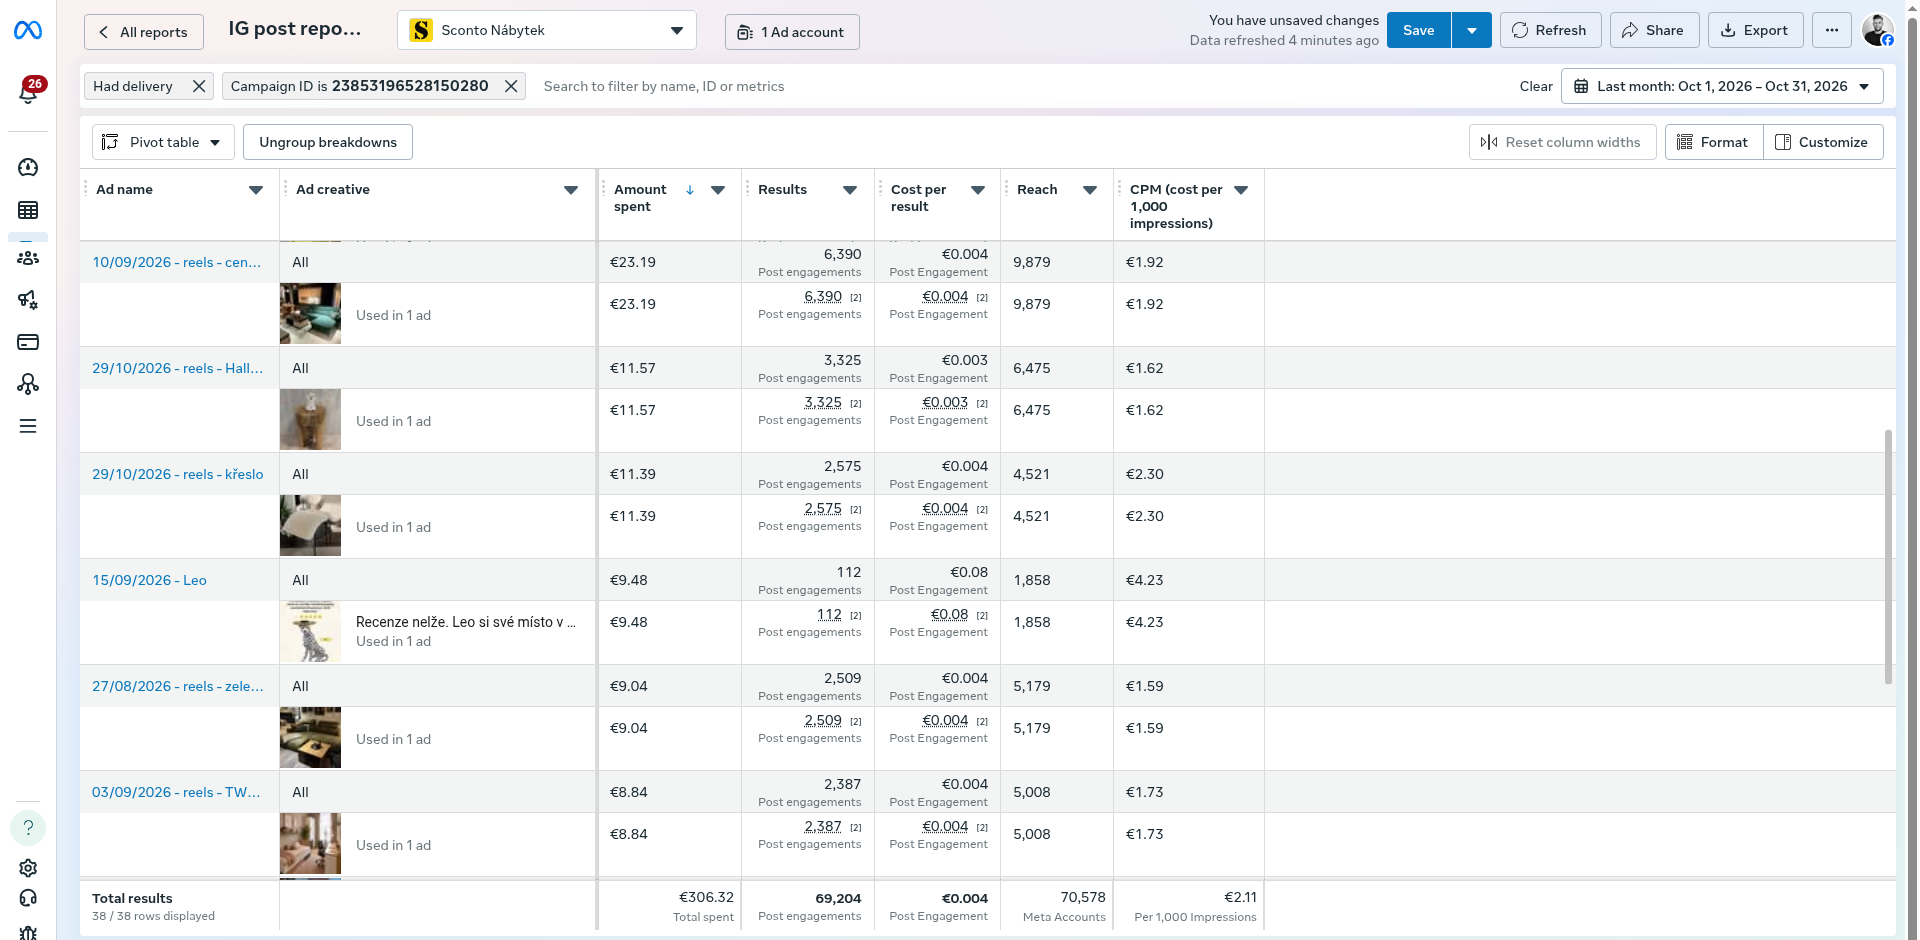 All reports
IG post repo...
Sconto Nábytek
1 Ad account
You have unsaved changes
Data refreshed 4 minutes ago
Save
Refresh
Share
Export
26
Had delivery
Campaign ID is 23853196528150280
Search to filter by name, ID or metrics
Clear
Last month: Oct 1, 2026 – Oct 31, 2026
Pivot table
Ungroup breakdowns
Reset column widths
Format
Customize
Ad name
Ad creative
Amount spent
Results
Cost per result
Reach
CPM (cost per 1,000 impressions)
10/09/2026 - reels - cen... All €23.19 6,390 Post engagements €0.004 Post Engagement 9,879 €1.92
Used in 1 ad €23.19 6,390 [2] Post engagements €0.004 [2] Post Engagement 9,879 €1.92
29/10/2026 - reels - Hall... All €11.57 3,325 Post engagements €0.003 Post Engagement 6,475 €1.62
Used in 1 ad €11.57 3,325 [2] Post engagements €0.003 [2] Post Engagement 6,475 €1.62
29/10/2026 - reels - křeslo All €11.39 2,575 Post engagements €0.004 Post Engagement 4,521 €2.30
Used in 1 ad €11.39 2,575 [2] Post engagements €0.004 [2] Post Engagement 4,521 €2.30
15/09/2026 - Leo All €9.48 112 Post engagements €0.08 Post Engagement 1,858 €4.23
Recenze nelže. Leo si své místo v ... Used in 1 ad €9.48 112 [2] Post engagements €0.08 [2] Post Engagement 1,858 €4.23
27/08/2026 - reels - zele... All €9.04 2,509 Post engagements €0.004 Post Engagement 5,179 €1.59
Used in 1 ad €9.04 2,509 [2] Post engagements €0.004 [2] Post Engagement 5,179 €1.59
03/09/2026 - reels - TW... All €8.84 2,387 Post engagements €0.004 Post Engagement 5,008 €1.73
Used in 1 ad €8.84 2,387 [2] Post engagements €0.004 [2] Post Engagement 5,008 €1.73
Total results €306.32 69,204 €0.004 70,578 €2.11
38 / 38 rows displayed Total spent Post engagements Post Engagement Meta Accounts Per 1,000 Impressions